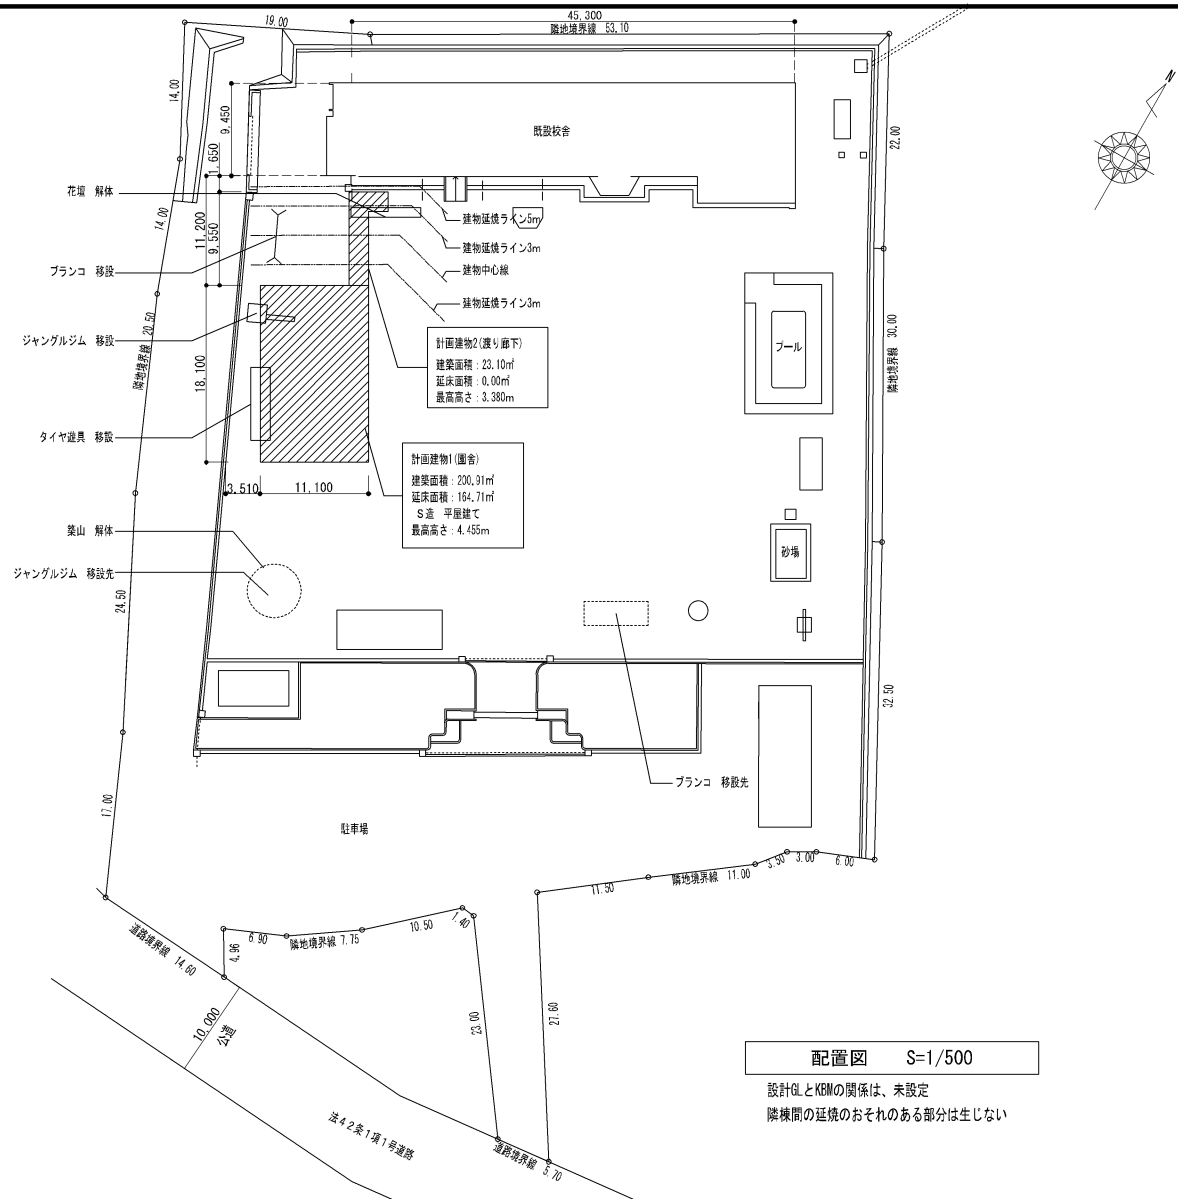 45,300
隣地境界線 53.10
19.00
14.00
9,450
1,650
既設校舎
22.00
N
花壇 解体
14.00
11,200
9,550
建物延焼ライン5m
建物延焼ライン3m
建物中心線
建物延焼ライン3m
ブランコ 移設
ジャングルジム 移設
隣地境界線 20.50
18,100
計画建物2(渡り廊下)
建築面積：23.10㎡
延床面積：0.00㎡
最高高さ：3.380m
プール
隣地境界線 30.00
タイヤ遊具 移設
計画建物1(園舎)
建築面積：200.91㎡
延床面積：164.71㎡
S造 平屋建て
最高高さ：4.455m
3,510
11,100
築山 解体
ジャングルジム 移設先
24.50
砂場
32.50
ブランコ 移設先
17.00
駐車場
11.50
隣地境界線 11.00
3.50
3.00
6.00
道路境界線 14.60
4.96
6.90
隣地境界線 7.75
10.50
1.40
23.00
27.60
10,000
公道
法42条1項1号道路
道路境界線 5.70
配置図 S=1/500
設計GLとKBMの関係は、未設定
隣棟間の延焼のおそれのある部分は生じない